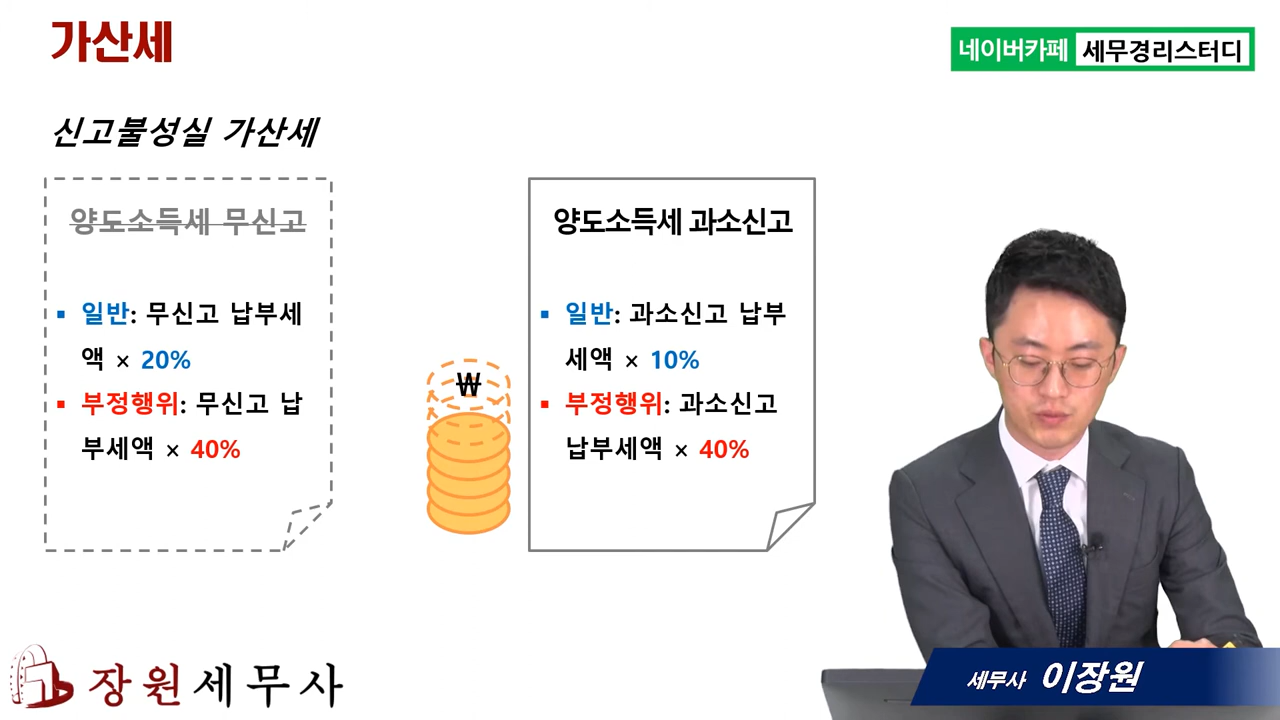 가산세
네이버카페 세무경리스터디
신고불성실 가산세
양도소득세 무신고
▪ 일반: 무신고 납부세
액 × 20%
▪ 부정행위: 무신고 납
부세액 × 40%
₩
양도소득세 과소신고
▪ 일반: 과소신고 납부
세액 × 10%
▪ 부정행위: 과소신고
납부세액 × 40%
장원세무사
세무사 이장원